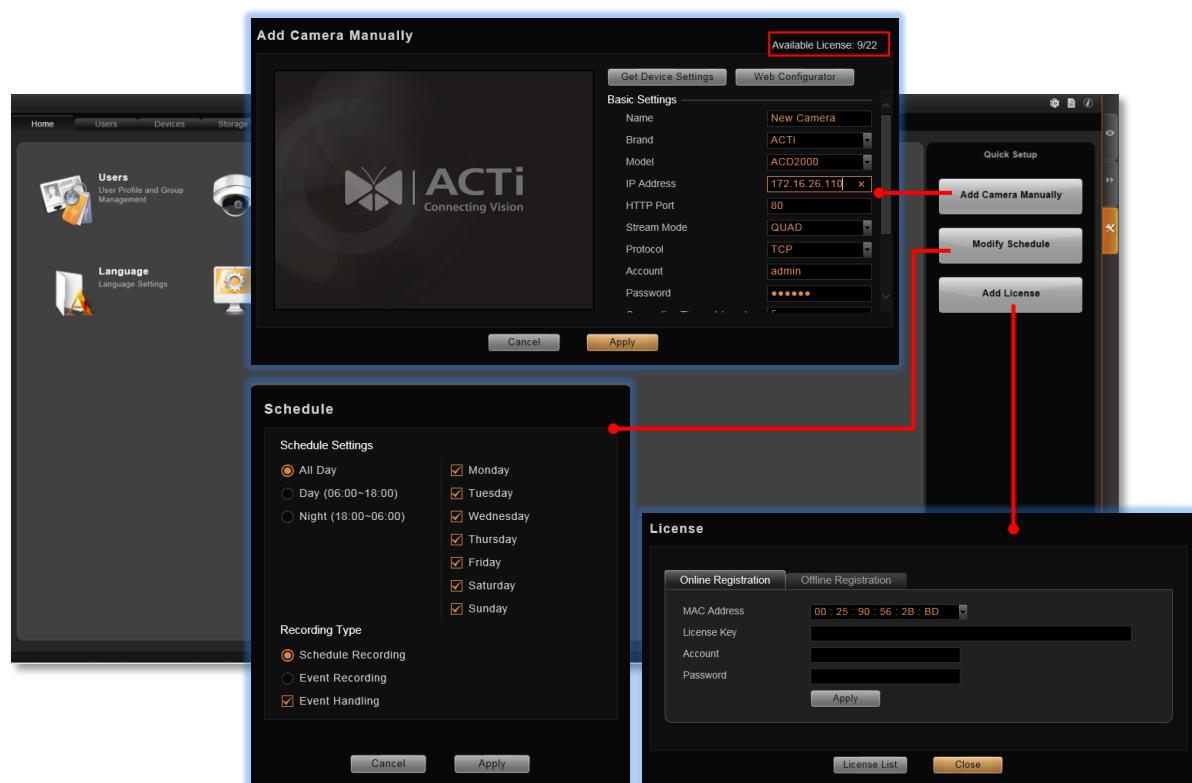 Add Camera Manually
Available License: 9/22
Get Device Settings
Web Configurator
Basic Settings
Name
New Camera
Brand
ACTi
Model
ACD2000
IP Address
172.16.26.110 ×
HTTP Port
80
Stream Mode
QUAD
Protocol
TCP
Account
admin
Password
●●●●●●
ACTi
Connecting Vision
Cancel
Apply
Home
Users
Devices
Storage
Users
User Profile and Group
Management
Language
Language Settings
Quick Setup
Add Camera Manually
Modify Schedule
Add License
Schedule
Schedule Settings
All Day
Day (06:00~18:00)
Night (18:00~06:00)
Monday
Tuesday
Wednesday
Thursday
Friday
Saturday
Sunday
Recording Type
Schedule Recording
Event Recording
Event Handling
Cancel
Apply
License
Online Registration
Offline Registration
MAC Address
00 : 25 : 90 : 56 : 2B : BD
License Key
Account
Password
Apply
License List
Close